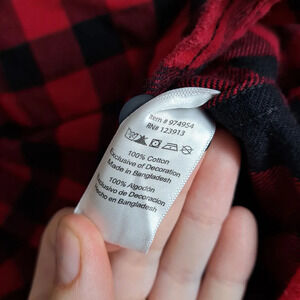 Item # 974954
RN# 123913
100% Cotton
Exclusive of Decoration
Made in Bangladesh
100% Algodón
Exclusivo de Decoración
Hecho en Bangladesh